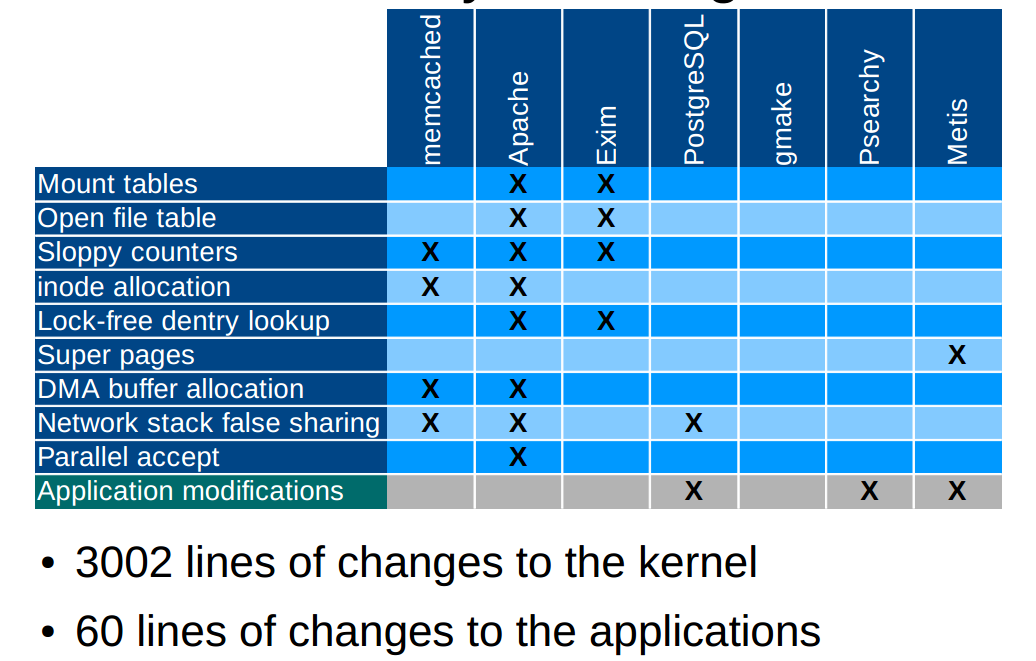 memcached Apache Exim PostgreSQL gmake Psearchy Metis
Mount tables X X
Open file table X X
Sloppy counters X X X
inode allocation X X
Lock-free dentry lookup X X
Super pages X
DMA buffer allocation X X
Network stack false sharing X X X
Parallel accept X
Application modifications X X X
• 3002 lines of changes to the kernel
• 60 lines of changes to the applications